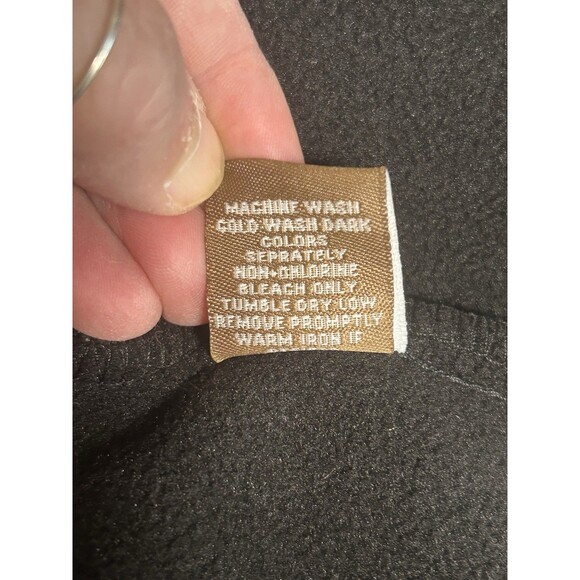 MACHINE WASH
COLD WASH DARK
COLORS
SEPRATELY
NON-CHLORINE
BLEACH ONLY
TUMBLE DRY LOW
REMOVE PROMPTLY
WARM IRON IF